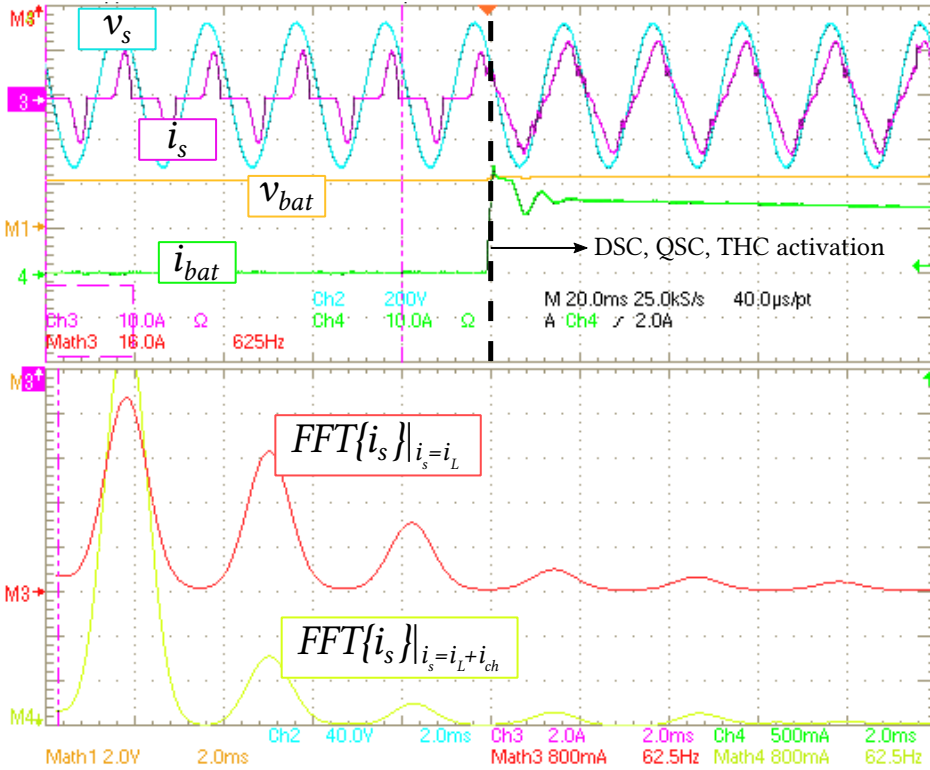 M3
v_s
3
i_s
v_bat
M1
DSC, QSC, THC activation
i_bat
4
Ch2 200V M 20.0ms 25.0kS/s 40.0µs/pt
Ch3 10.0A Ω Ch4 10.0A Ω A Ch4 / 2.0A
Math3 16.0A 625Hz
3
FFT{i_s}|i_s=i_L
M3
FFT{i_s}|i_s=i_L+i_ch
M4
Ch2 40.0V 2.0ms Ch3 2.0A 2.0ms Ch4 500mA 2.0ms
Math1 2.0V 2.0ms Math3 800mA 62.5Hz Math4 800mA 62.5Hz